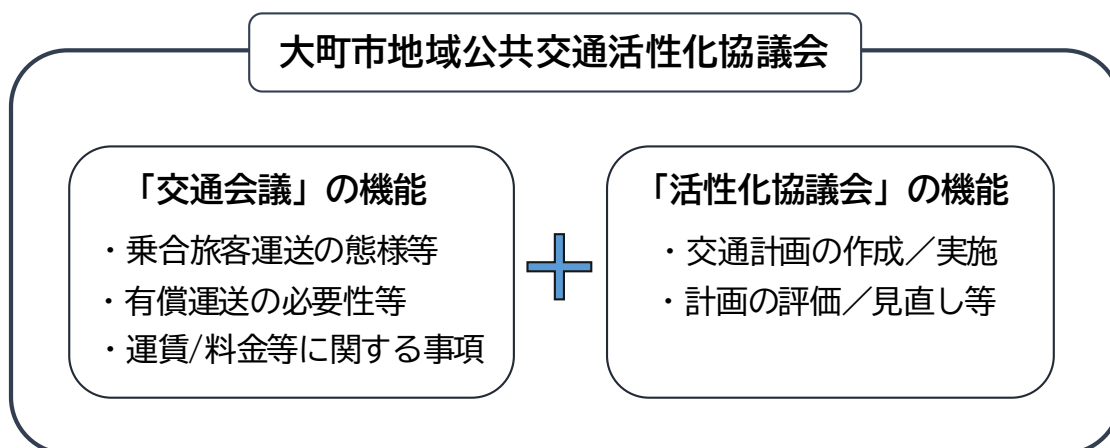 大町市地域公共交通活性化協議会
「交通会議」の機能
・乗合旅客運送の態様等
・有償運送の必要性等
・運賃/料金等に関する事項
「活性化協議会」の機能
・交通計画の作成／実施
・計画の評価／見直し等